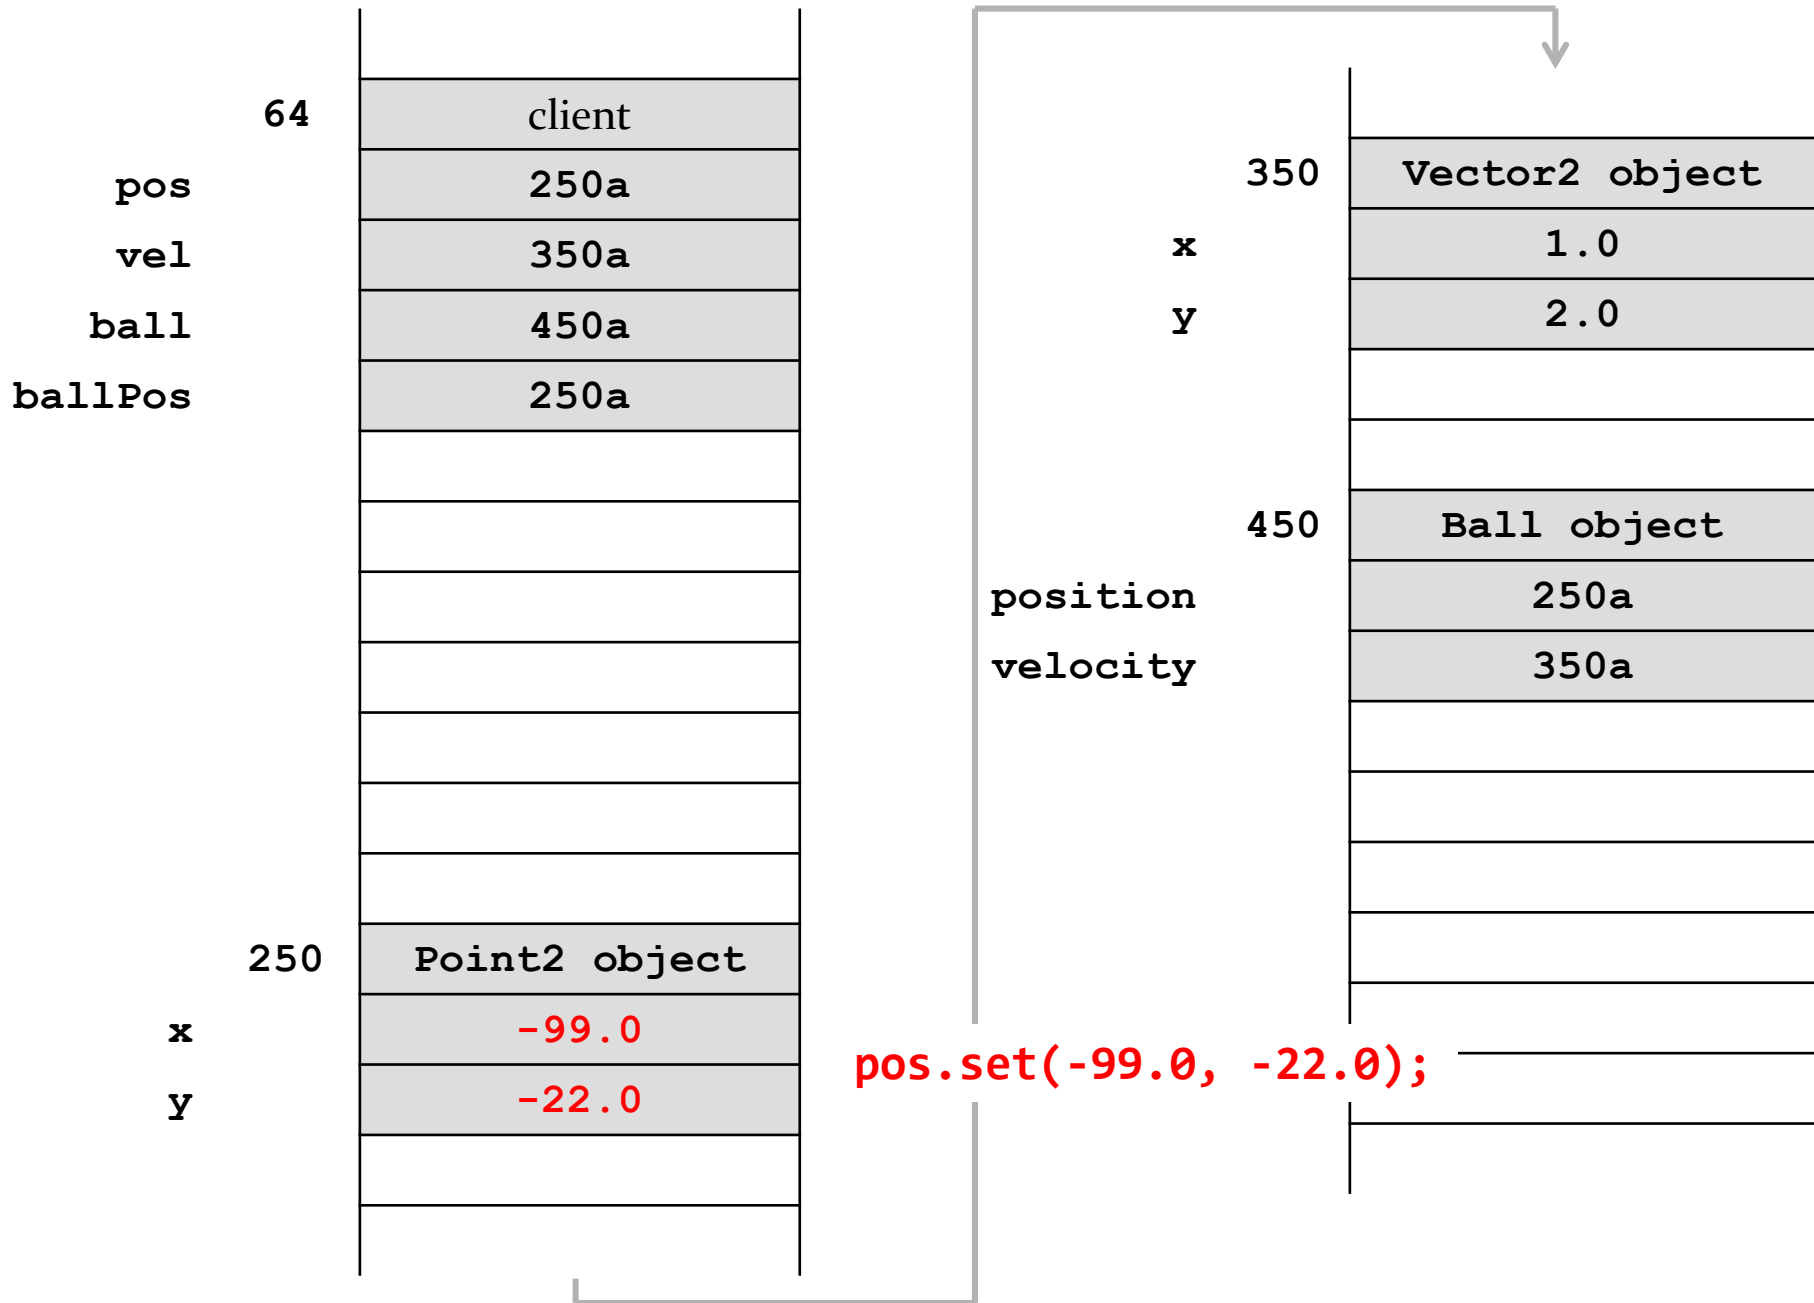 64 client
pos 250a
vel 350a
ball 450a
ballPos 250a
250 Point2 object
x -99.0
y -22.0
pos.set(-99.0, -22.0);
350 Vector2 object
x 1.0
y 2.0
450 Ball object
position 250a
velocity 350a